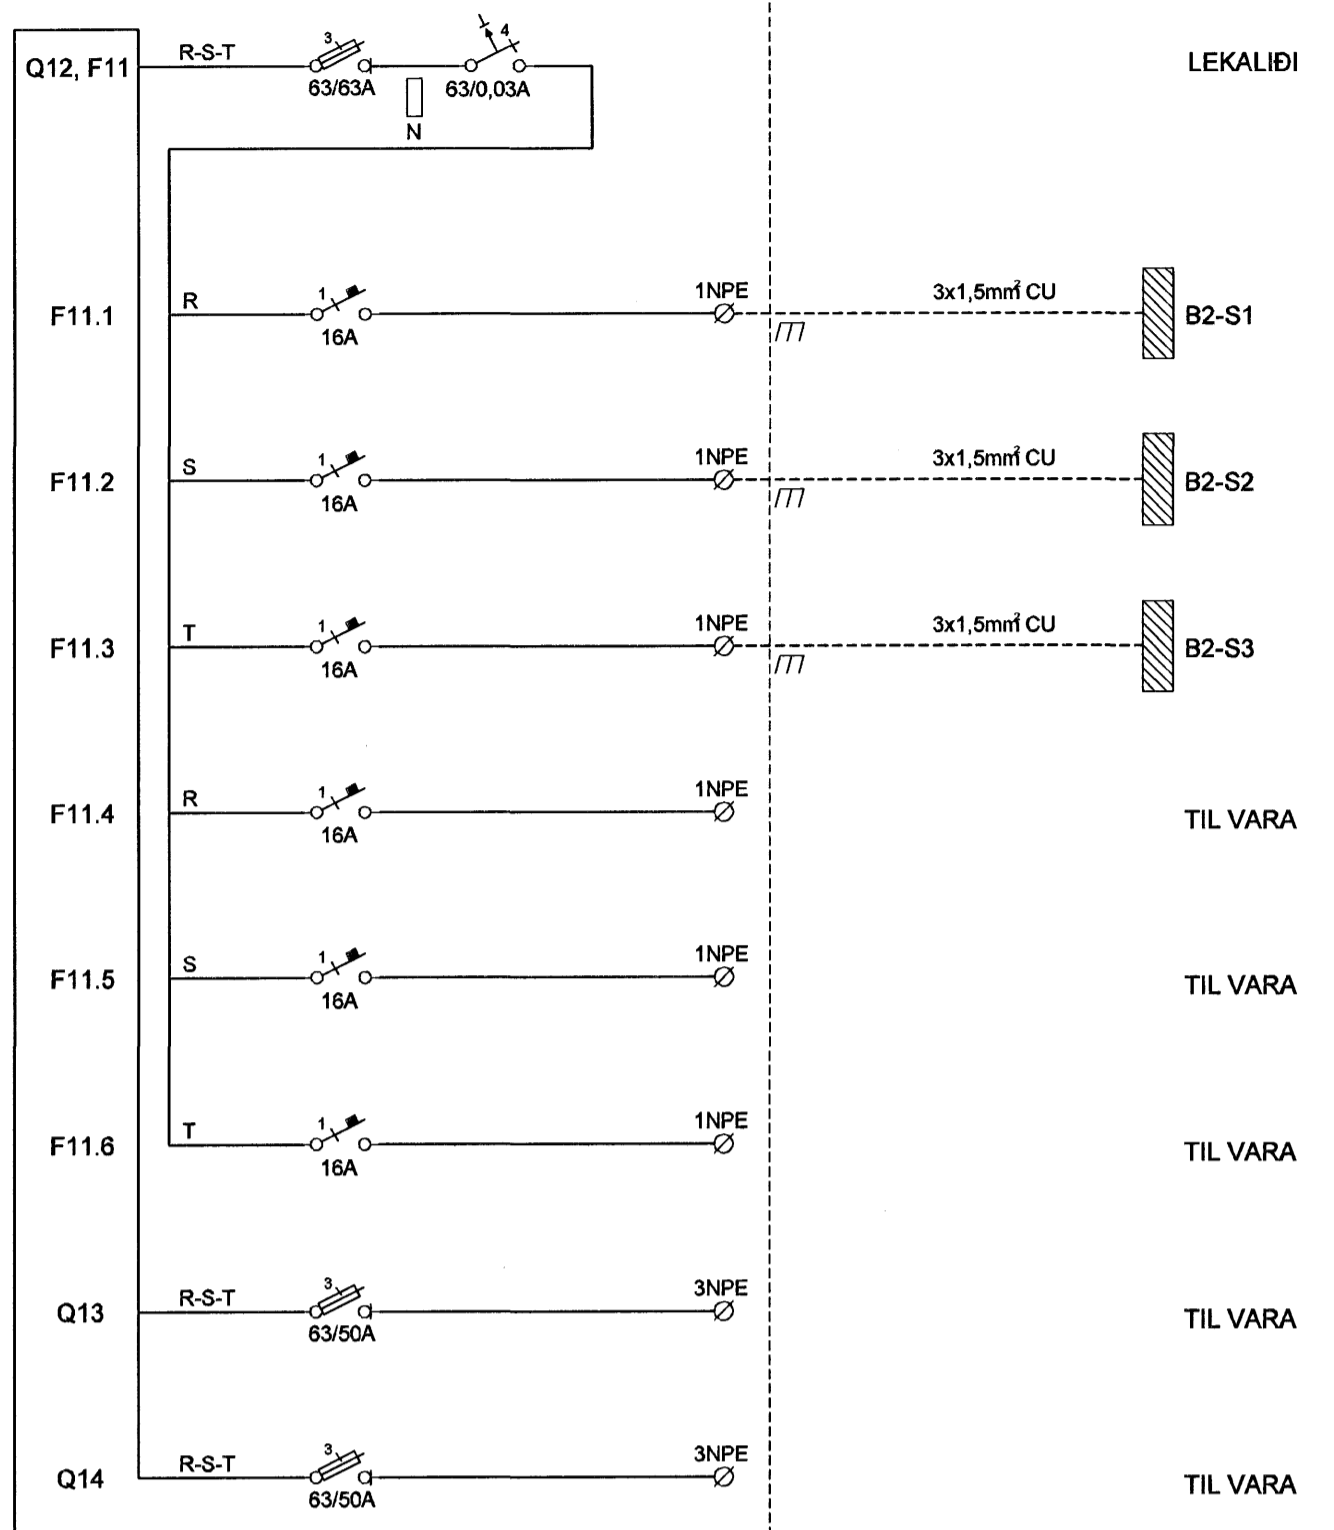 Q12, F11 R-S-T 3 63/63A N 4 63/0,03A LEKALIÐI
F11.1 R 1 16A 1NPE 3x1,5mm² CU B2-S1
F11.2 S 1 16A 1NPE 3x1,5mm² CU B2-S2
F11.3 T 1 16A 1NPE 3x1,5mm² CU B2-S3
F11.4 R 1 16A 1NPE TIL VARA
F11.5 S 1 16A 1NPE TIL VARA
F11.6 T 1 16A 1NPE TIL VARA
Q13 R-S-T 3 63/50A 3NPE TIL VARA
Q14 R-S-T 3 63/50A 3NPE TIL VARA